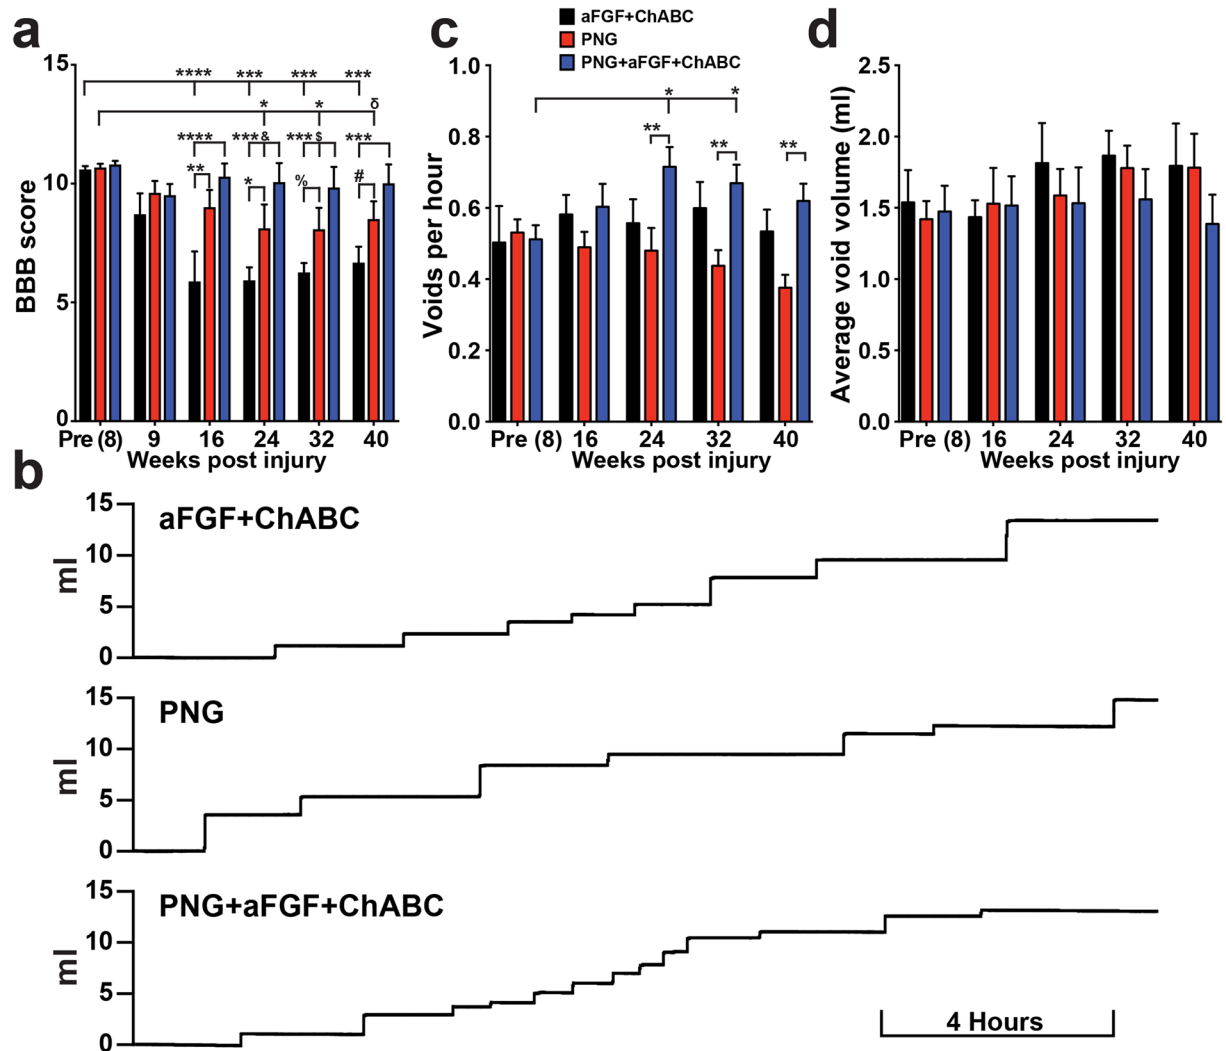 a
c
d
aFGF+ChABC
PNG
PNG+aFGF+ChABC
BBB score
15
10
5
0
**** *** *** ***
* * δ
**** ***& ***$ ***
** * % #
Pre (8) 9 16 24 32 40
Weeks post injury
Voids per hour
1.0
0.8
0.6
0.4
0.2
0.0
* *
** ** **
Pre (8) 16 24 32 40
Weeks post injury
Average void volume (ml)
2.5
2.0
1.5
1.0
0.5
0.0
Pre (8) 16 24 32 40
Weeks post injury
b
aFGF+ChABC
ml
15
10
5
0
PNG
ml
15
10
5
0
PNG+aFGF+ChABC
ml
15
10
5
0
4 Hours